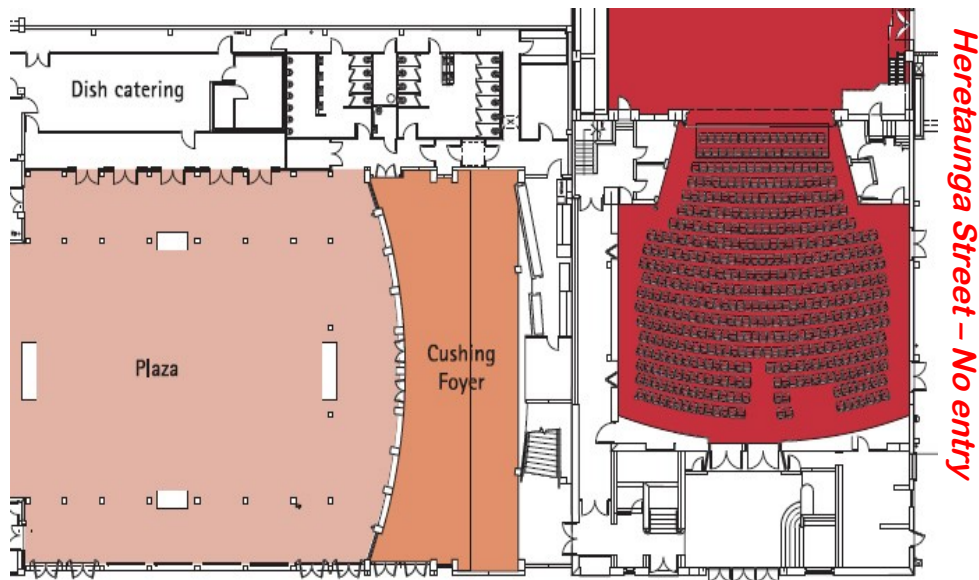 Dish catering
Plaza
Cushing
Foyer
Heretaunga Street – No entry